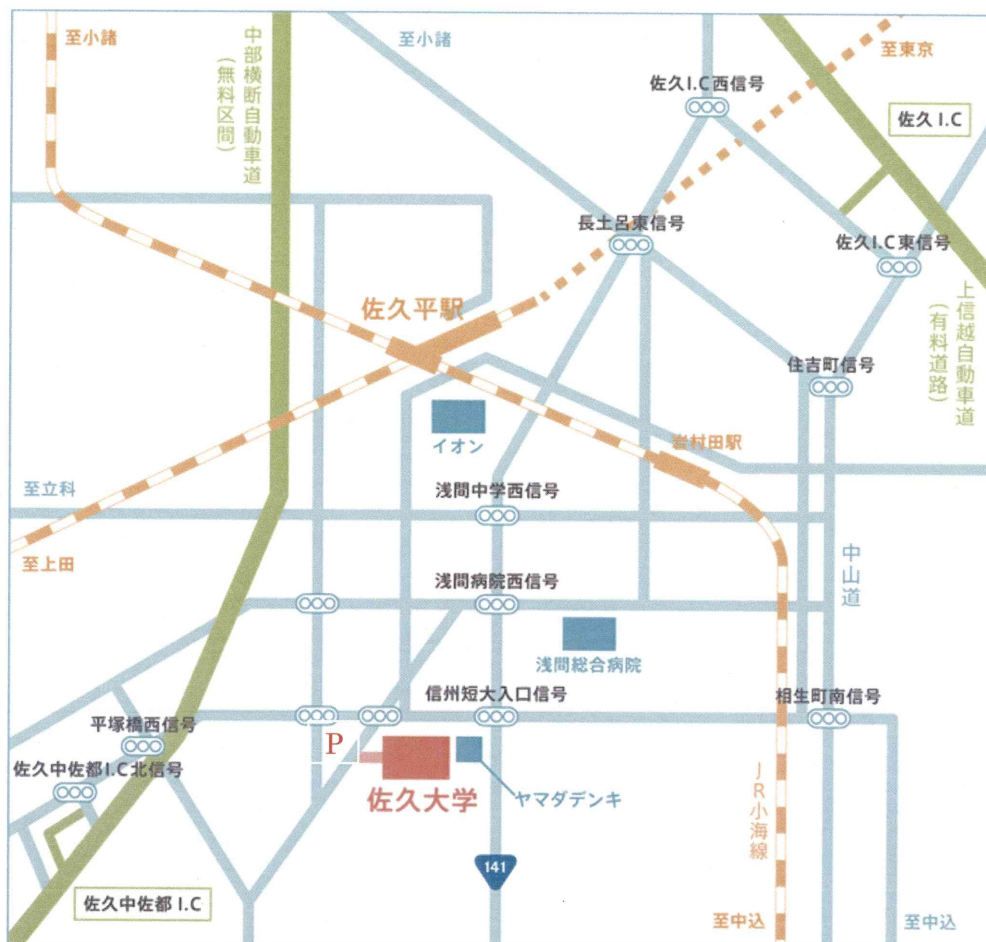 至小諸
中部横断自動車道
(無料区間)
至小諸
至東京
佐久I.C西信号
佐久 I.C
長土呂東信号
佐久I.C東信号
上信越自動車道
(有料道路)
佐久平駅
住吉町信号
イオン
岩村田駅
至立科
浅間中学西信号
至上田
中山道
浅間病院西信号
浅間総合病院
信州短大入口信号
相生町南信号
平塚橋西信号
P
佐久中佐都I.C北信号
佐久大学
ヤマダデンキ
JR小海線
141
佐久中佐都 I.C
至中込
至中込